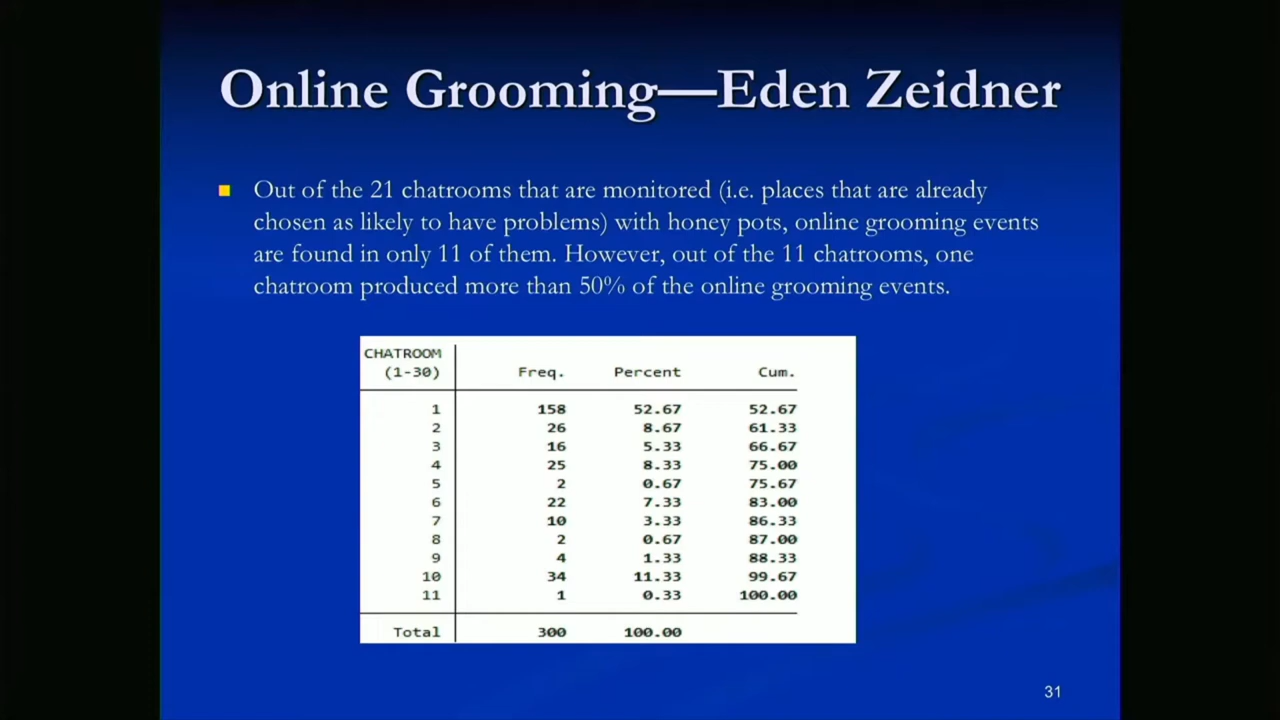 Online Grooming—Eden Zeidner
Out of the 21 chatrooms that are monitored (i.e. places that are already
chosen as likely to have problems) with honey pots, online grooming events
are found in only 11 of them. However, out of the 11 chatrooms, one
chatroom produced more than 50% of the online grooming events.
CHATROOM
(1-30) Freq. Percent Cum.
1 158 52.67 52.67
2 26 8.67 61.33
3 16 5.33 66.67
4 25 8.33 75.00
5 2 0.67 75.67
6 22 7.33 83.00
7 10 3.33 86.33
8 2 0.67 87.00
9 4 1.33 88.33
10 34 11.33 99.67
11 1 0.33 100.00
Total 300 100.00
31